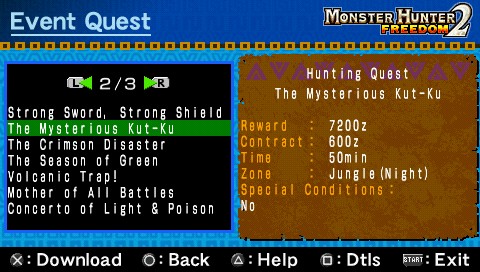 Event Quest
MONSTER HUNTER
FREEDOM 2
L 2/3 R
Strong Sword, Strong Shield
The Mysterious Kut-Ku
The Crimson Disaster
The Season of Green
Volcanic Trap!
Mother of All Battles
Concerto of Light & Poison
Hunting Quest
The Mysterious Kut-Ku
Reward : 7200z
Contract : 600z
Time : 50min
Zone : Jungle(Night)
Special Conditions :
No
:Download :Back :Help :Dtls START :Exit